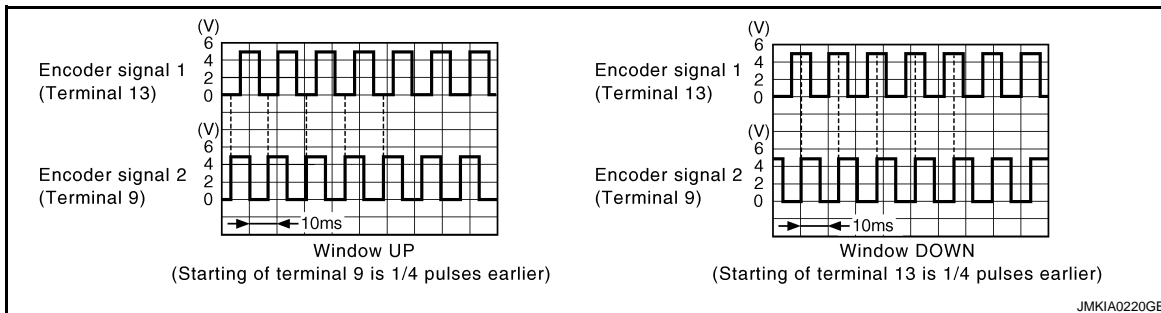 (V)
6
4
2
0
Encoder signal 1
(Terminal 13)
(V)
6
4
2
0
Encoder signal 2
(Terminal 9)
10ms
Window UP
(Starting of terminal 9 is 1/4 pulses earlier)
(V)
6
4
2
0
Encoder signal 1
(Terminal 13)
(V)
6
4
2
0
Encoder signal 2
(Terminal 9)
10ms
Window DOWN
(Starting of terminal 13 is 1/4 pulses earlier)
JMKIA0220GB